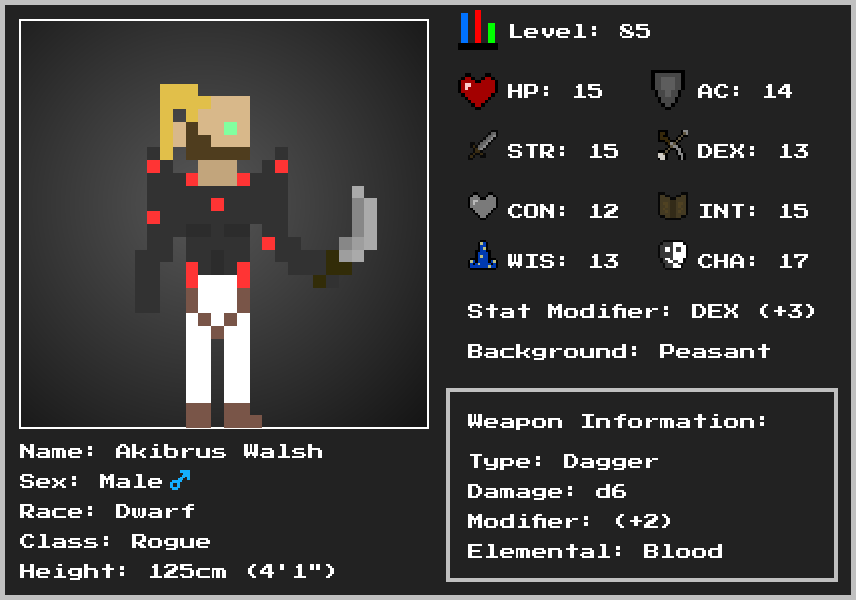 Level: 85
HP: 15
AC: 14
STR: 15
DEX: 13
CON: 12
INT: 15
WIS: 13
CHA: 17
Stat Modifier: DEX (+3)
Background: Peasant
Weapon Information:
Type: Dagger
Damage: d6
Modifier: (+2)
Elemental: Blood
Name: Akibrus Walsh
Sex: Male♂
Race: Dwarf
Class: Rogue
Height: 125cm (4'1")